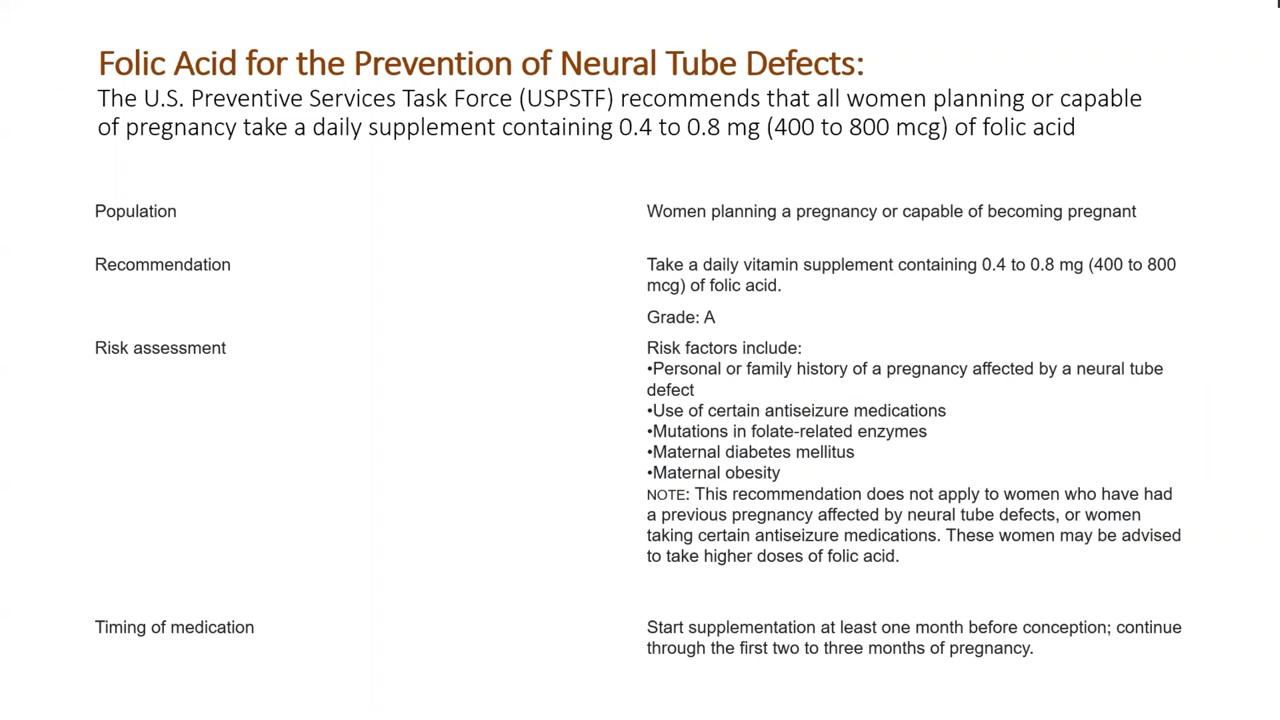 Folic Acid for the Prevention of Neural Tube Defects:
The U.S. Preventive Services Task Force (USPSTF) recommends that all women planning or capable
of pregnancy take a daily supplement containing 0.4 to 0.8 mg (400 to 800 mcg) of folic acid
Population
Women planning a pregnancy or capable of becoming pregnant
Recommendation
Take a daily vitamin supplement containing 0.4 to 0.8 mg (400 to 800
mcg) of folic acid.
Grade: A
Risk assessment
Risk factors include:
•Personal or family history of a pregnancy affected by a neural tube
defect
•Use of certain antiseizure medications
•Mutations in folate-related enzymes
•Maternal diabetes mellitus
•Maternal obesity
NOTE: This recommendation does not apply to women who have had
a previous pregnancy affected by neural tube defects, or women
taking certain antiseizure medications. These women may be advised
to take higher doses of folic acid.
Timing of medication
Start supplementation at least one month before conception; continue
through the first two to three months of pregnancy.